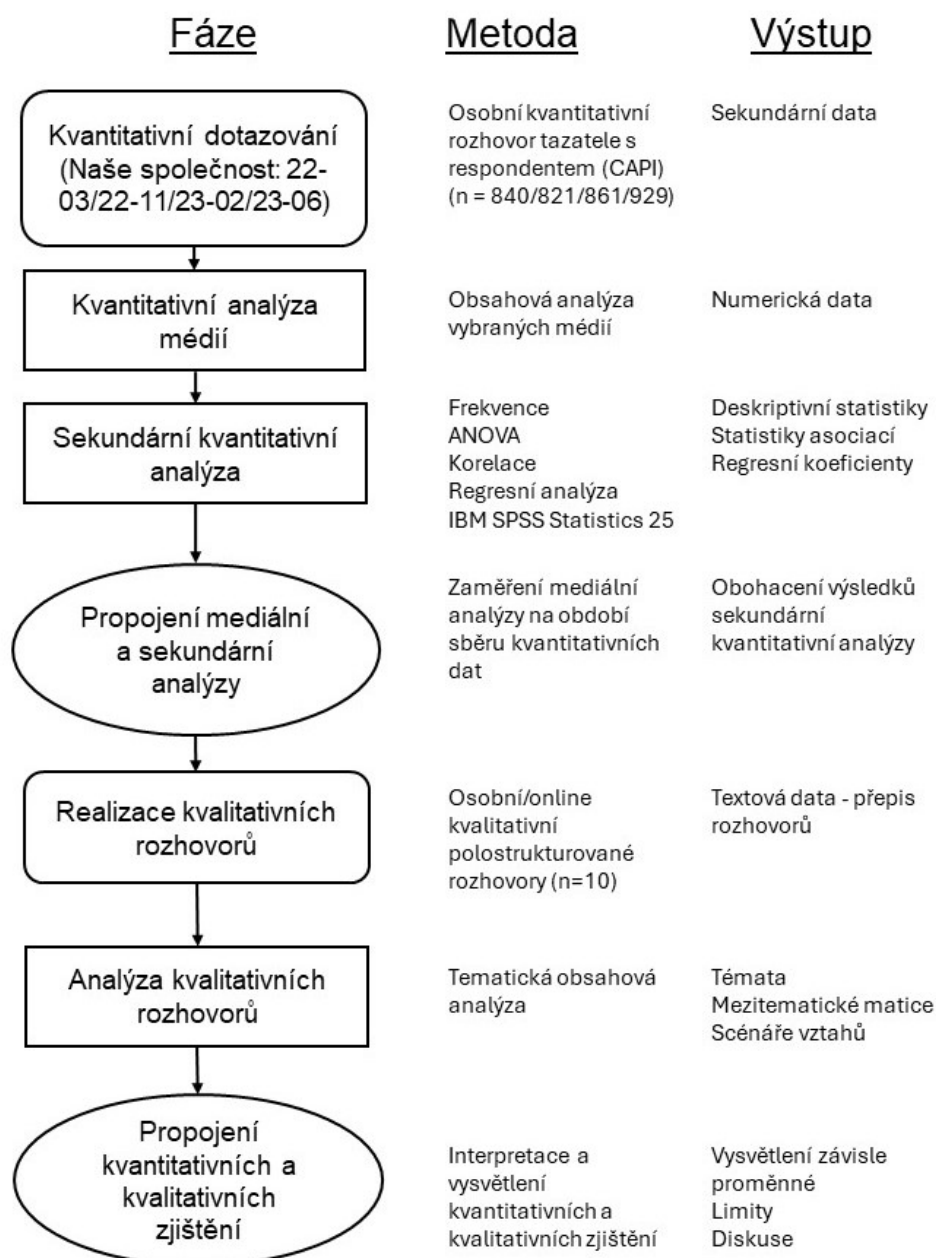 Fáze
Metoda
Výstup
Kvantitativní dotazování
(Naše společnost: 22-
03/22-11/23-02/23-06)
Osobní kvantitativní
rozhovor tazatele s
respondentem (CAPI)
(n = 840/821/861/929)
Sekundární data
Kvantitativní analýza
médií
Obsahová analýza
vybraných médií
Numerická data
Sekundární kvantitativní
analýza
Frekvence
ANOVA
Korelace
Regresní analýza
IBM SPSS Statistics 25
Deskriptivní statistiky
Statistiky asociací
Regresní koeficienty
Propojení mediální
a sekundární
analýzy
Zaměření mediální
analýzy na období
sběru kvantitativních
dat
Obohacení výsledků
sekundární
kvantitativní analýzy
Realizace kvalitativních
rozhovorů
Osobní/online
kvalitativní
polostrukturované
rozhovory (n=10)
Textová data - přepis
rozhovorů
Analýza kvalitativních
rozhovorů
Tematická obsahová
analýza
Témata
Mezitematické matice
Scénáře vztahů
Propojení
kvantitativních a
kvalitativních
zjištění
Interpretace a
vysvětlení
kvantitativních a
kvalitativních zjištění
Vysvětlení závisle
proměnné
Limity
Diskuse